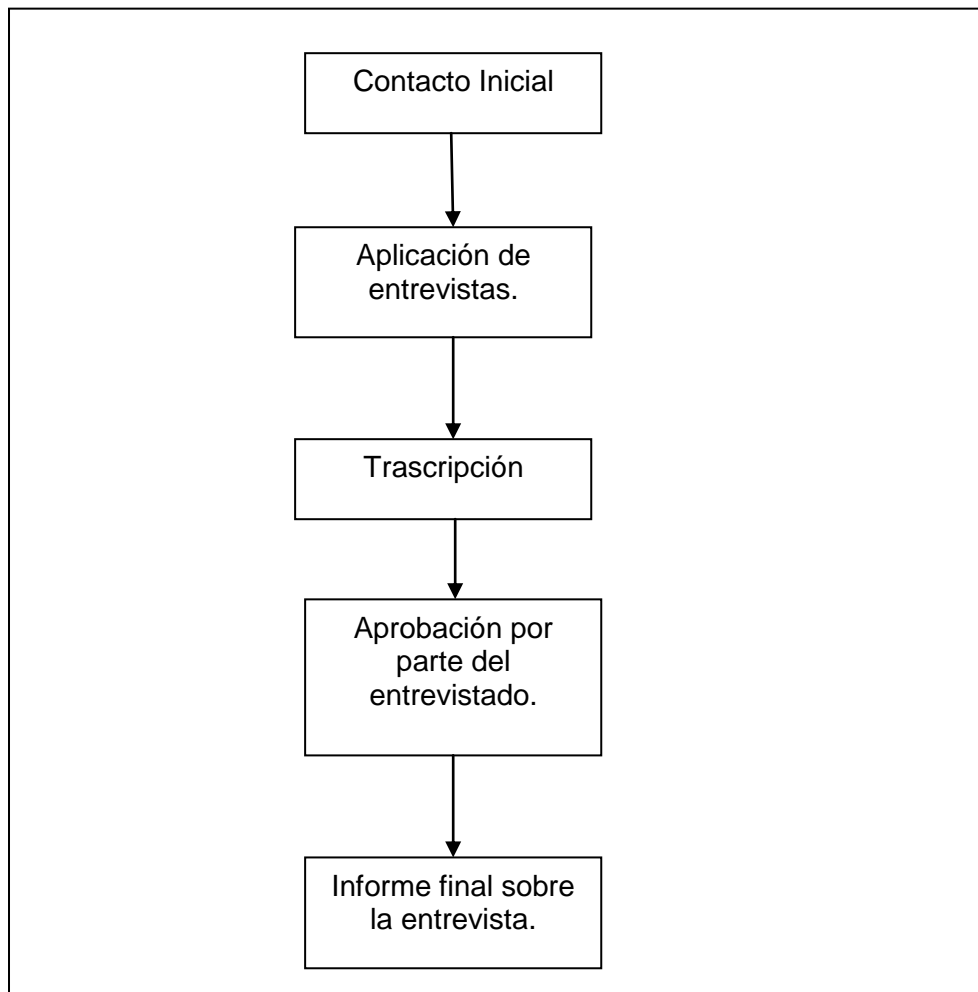 Contacto Inicial
Aplicación de
entrevistas.
Trascripción
Aprobación por
parte del
entrevistado.
Informe final sobre
la entrevista.